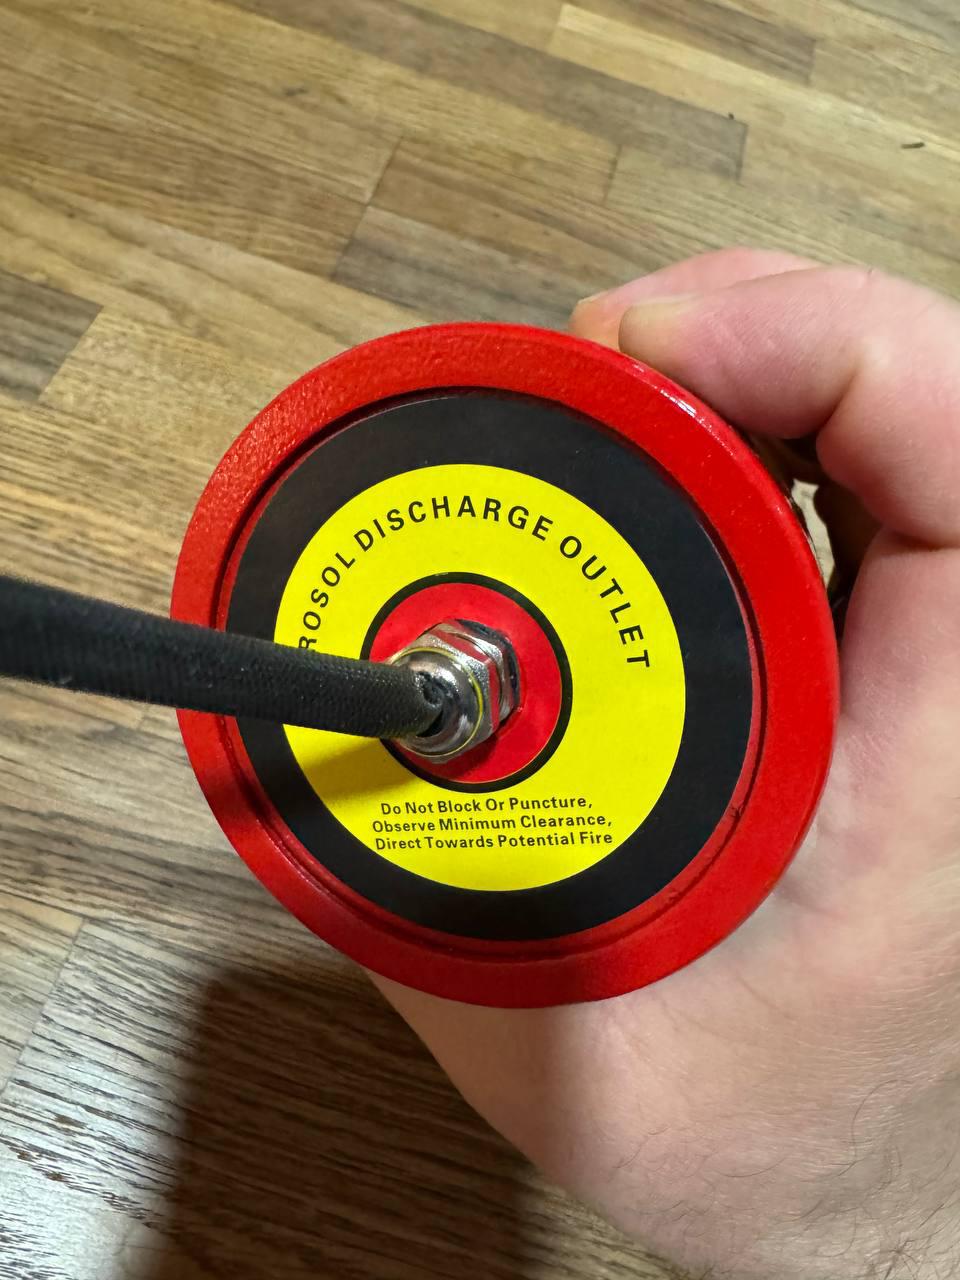 ROSOL DISCHARGE OUTLET
Do Not Block Or Puncture,
Observe Minimum Clearance,
Direct Towards Potential Fire